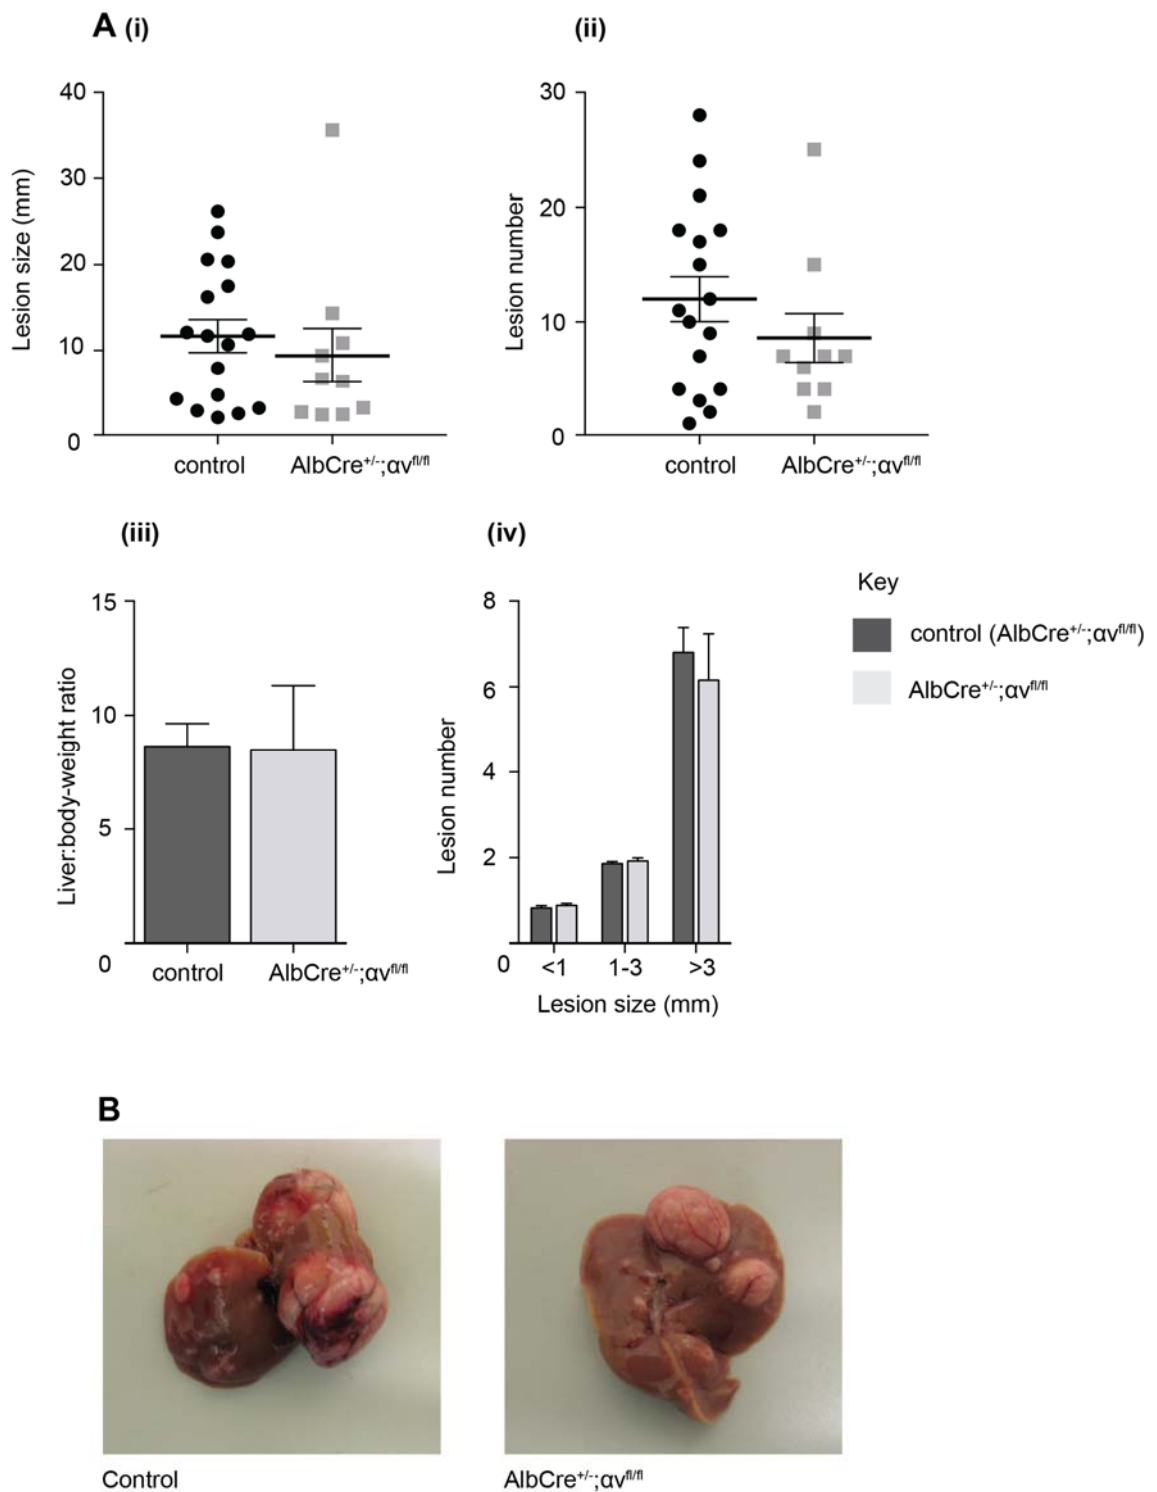 A (i)
(ii)
40
30
20
10
0
Lesion size (mm)
control
AlbCre+/-;αvfl/fl
30
20
10
0
Lesion number
control
AlbCre+/-;αvfl/fl
(iii)
(iv)
15
10
5
0
Liver:body-weight ratio
control
AlbCre+/-;αvfl/fl
8
6
4
2
0
Lesion number
<1
1-3
>3
Lesion size (mm)
Key
control (AlbCre+/-;αvfl/fl)
AlbCre+/-;αvfl/fl
B
Control
AlbCre+/-;αvfl/fl